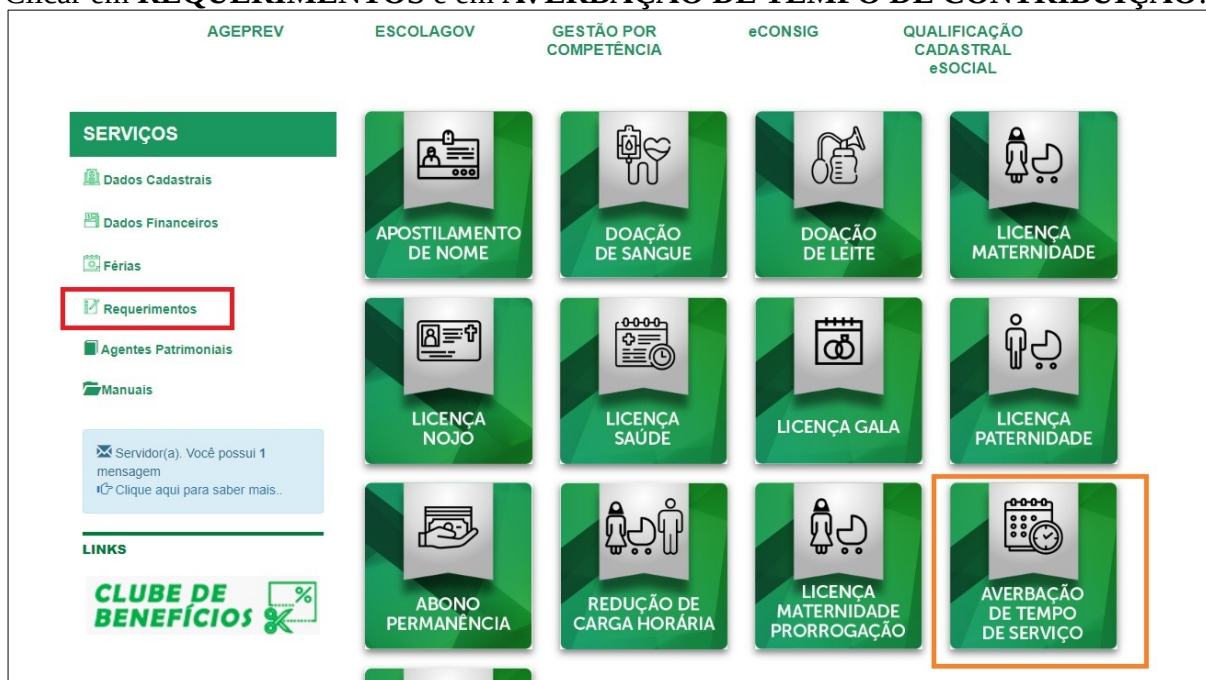 Clicar em REQUERIMENTOS e em AVERBAÇÃO DE TEMPO DE CONTRIBUIÇÃO.
AGEPREV
ESCOLAGOV
GESTÃO POR
COMPETÊNCIA
eCONSIG
QUALIFICAÇÃO
CADASTRAL
eSOCIAL
SERVIÇOS
Dados Cadastrais
Dados Financeiros
Férias
Requerimentos
Agentes Patrimoniais
Manuais
Servidor(a). Você possui 1
mensagem
Clique aqui para saber mais..
LINKS
CLUBE DE
BENEFÍCIOS
%
APOSTILAMENTO
DE NOME
DOAÇÃO
DE SANGUE
DOAÇÃO
DE LEITE
LICENÇA
MATERNIDADE
LICENÇA
NOJO
LICENÇA
SAÚDE
LICENÇA GALA
LICENÇA
PATERNIDADE
ABONO
PERMANÊNCIA
REDUÇÃO DE
CARGA HORÁRIA
LICENÇA
MATERNIDADE
PRORROGAÇÃO
AVERBAÇÃO
DE TEMPO
DE SERVIÇO